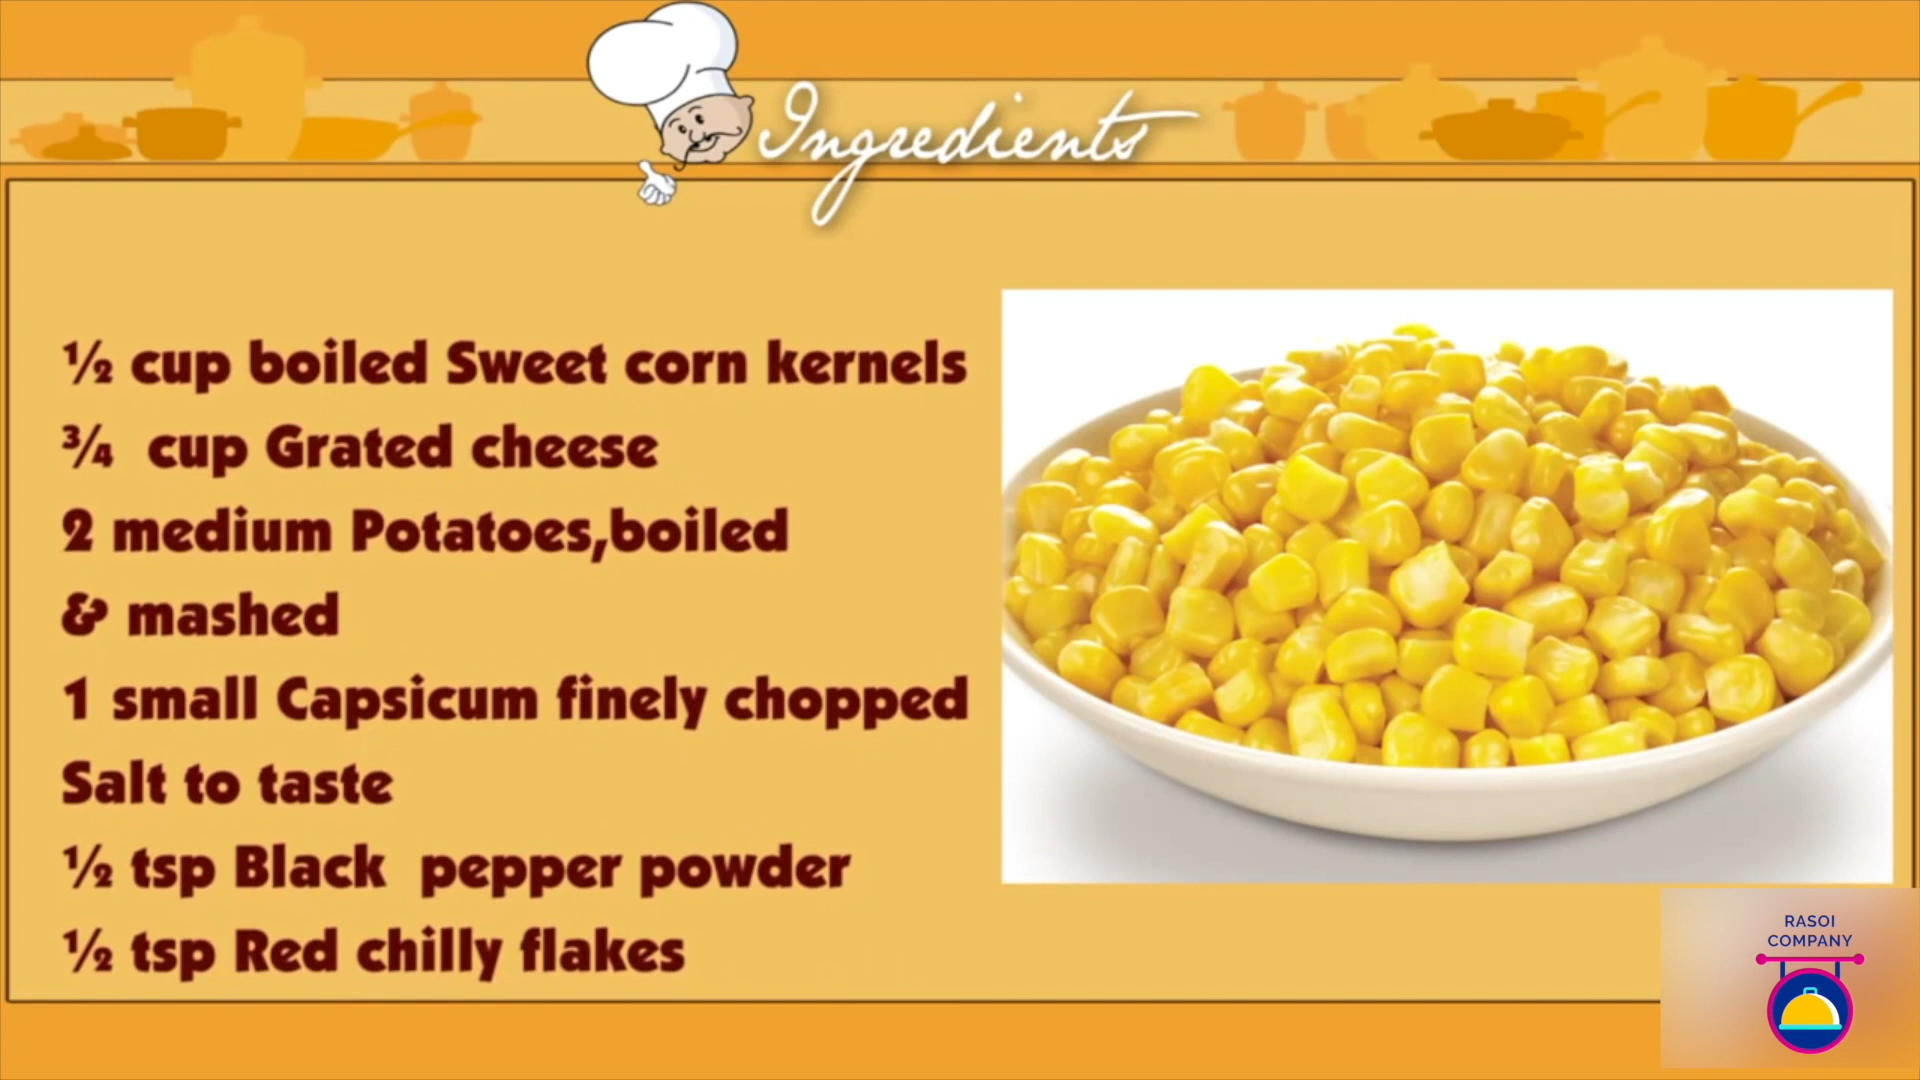 Ingredients
½ cup boiled Sweet corn kernels
¾ cup Grated cheese
2 medium Potatoes,boiled
& mashed
1 small Capsicum finely chopped
Salt to taste
½ tsp Black pepper powder
½ tsp Red chilly flakes
RASOI
COMPANY